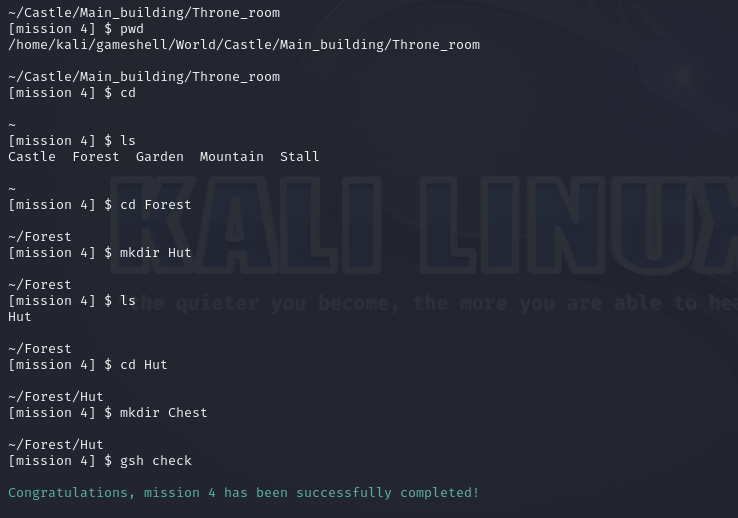 ~/Castle/Main_building/Throne_room
[mission 4] $ pwd
/home/kali/gameshell/World/Castle/Main_building/Throne_room
~/Castle/Main_building/Throne_room
[mission 4] $ cd
~
[mission 4] $ ls
Castle  Forest  Garden  Mountain  Stall
~
[mission 4] $ cd Forest
~/Forest
[mission 4] $ mkdir Hut
~/Forest
[mission 4] $ ls
Hut
~/Forest
[mission 4] $ cd Hut
~/Forest/Hut
[mission 4] $ mkdir Chest
~/Forest/Hut
[mission 4] $ gsh check
Congratulations, mission 4 has been successfully completed!
KALI LINUX
the quieter you become, the more you are able to hea